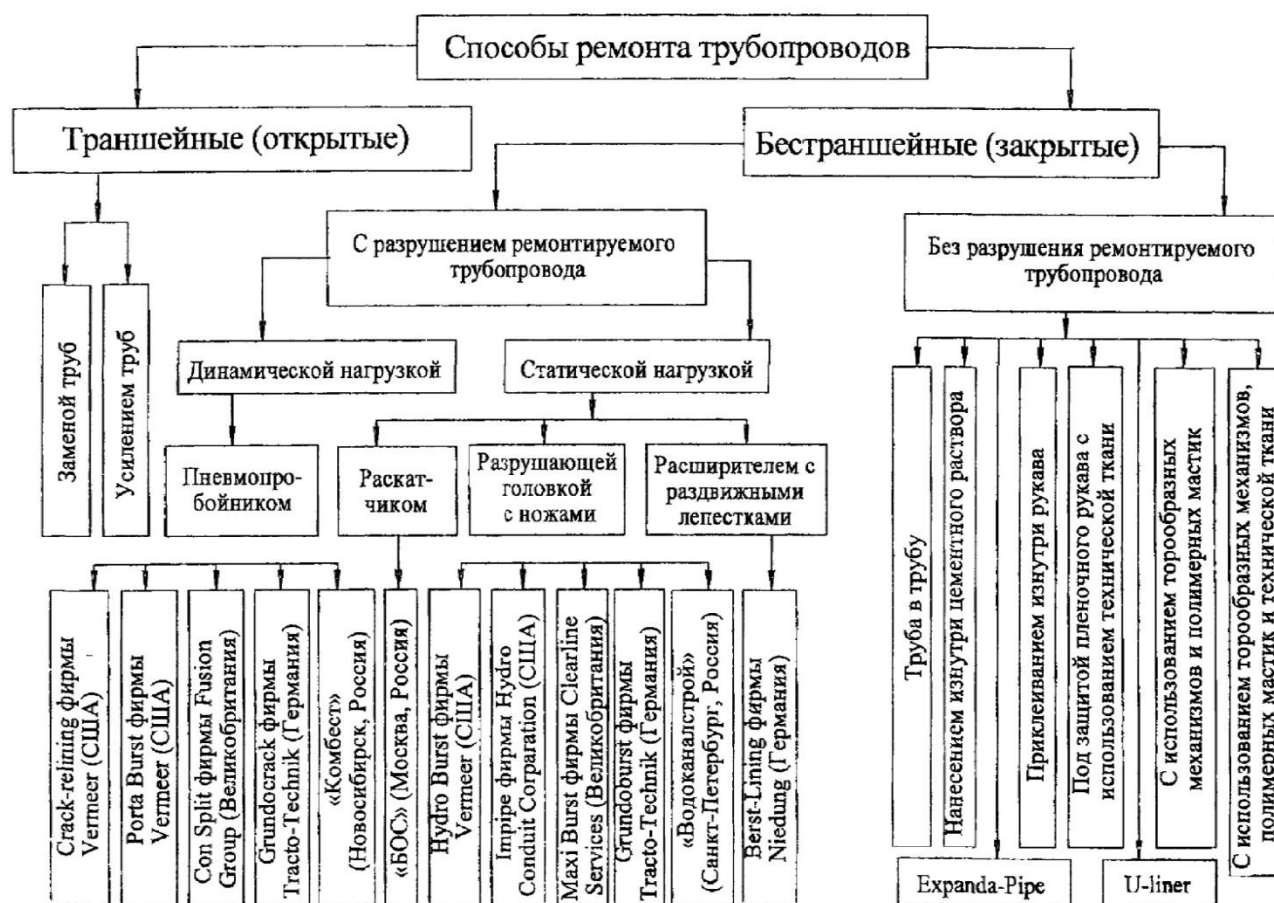 Способы ремонта трубопроводов
Траншейные (открытые)
Бестраншейные (закрытые)
С разрушением ремонтируемого
трубопровода
Без разрушения ремонтируемого
трубопровода
Заменой труб
Усилением труб
Динамической нагрузкой
Статической нагрузкой
Пневмопро-
бойником
Раскат-
чиком
Разрушающей
головкой
с ножами
Расширителем с
раздвижными
лепестками
Crack-relining фирмы
Vermeer (США)
Porta Burst фирмы
Vermeer (США)
Con Split фирмы Fusion
Group (Великобритания)
Grundocrack фирмы
Tracto-Technik (Германия)
«Комбест»
(Новосибирск, Россия)
«БОС» (Москва, Россия)
Hydro Burst фирмы
Vermeer (США)
Impipe фирмы Hydro
Conduit Corparation (США)
Maxi Burst фирмы Clearline
Services (Великобритания)
Grundoburst фирмы
Tracto-Technik (Германия)
«Водоканалстрой»
(Санкт-Петербург, Россия)
Berst-Lining фирмы
Niedung (Германия)
Труба в трубу
Нанесением изнутри цементного раствора
Expanda-Pipe
Приклеиванием изнутри рукава
Под защитой пленочного рукава с
использованием технической ткани
U-liner
С использованием торообразных
механизмов и полимерных мастик
С использованием торообразных механизмов,
полимерных мастик и технической ткани